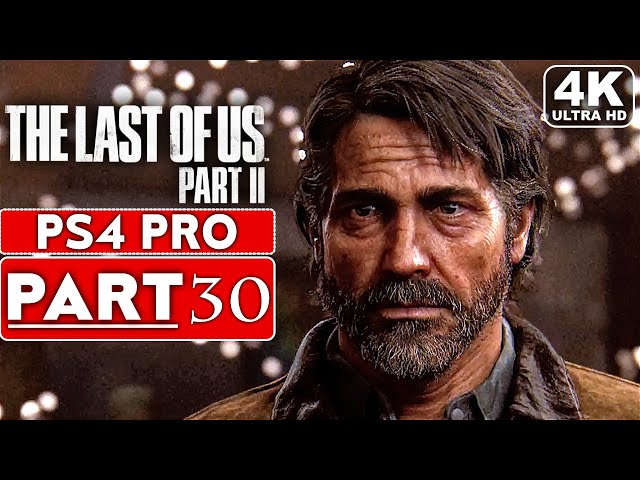 4K
ULTRA HD
THE LAST OF US
PART II
PS4 PRO
PART 30